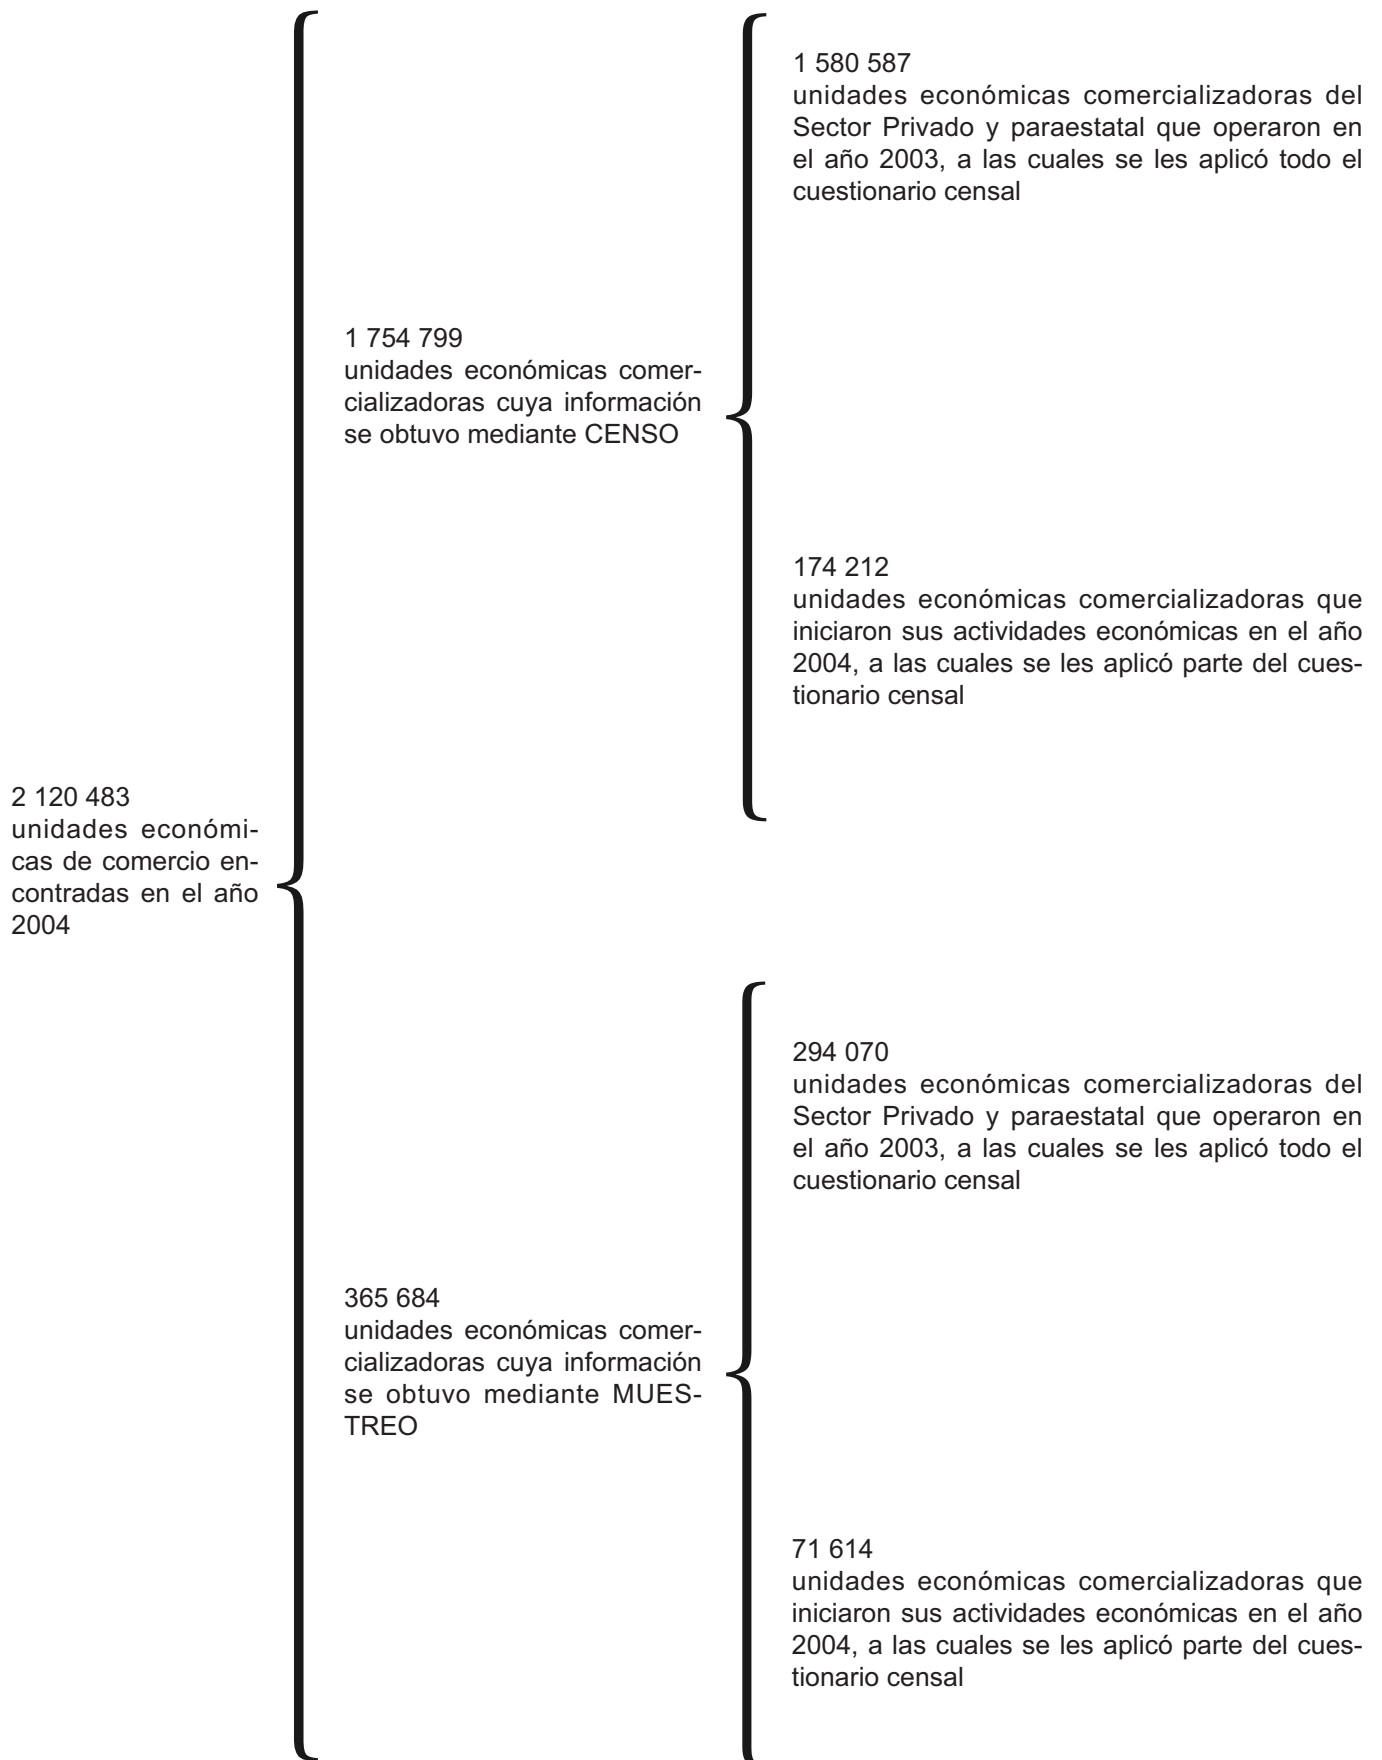 2 120 483
unidades económi-
cas de comercio en-
contradas en el año
2004
1 754 799
unidades económicas comer-
cializadoras cuya información
se obtuvo mediante CENSO
1 580 587
unidades económicas comercializadoras del
Sector Privado y paraestatal que operaron en
el año 2003, a las cuales se les aplicó todo el
cuestionario censal
174 212
unidades económicas comercializadoras que
iniciaron sus actividades económicas en el año
2004, a las cuales se les aplicó parte del cues-
tionario censal
365 684
unidades económicas comer-
cializadoras cuya información
se obtuvo mediante MUES-
TREO
294 070
unidades económicas comercializadoras del
Sector Privado y paraestatal que operaron en
el año 2003, a las cuales se les aplicó todo el
cuestionario censal
71 614
unidades económicas comercializadoras que
iniciaron sus actividades económicas en el año
2004, a las cuales se les aplicó parte del cues-
tionario censal